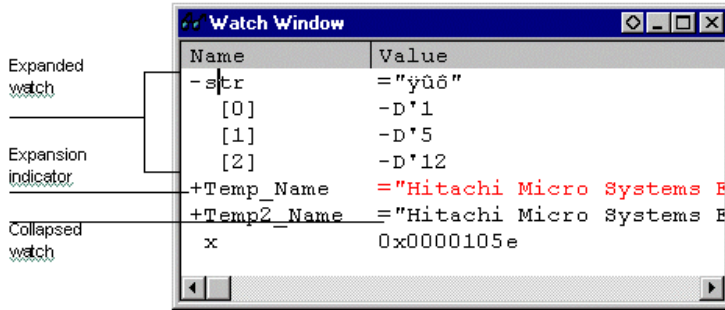 Watch Window
Name Value
Expanded watch
-str ="ÿûô"
[0] -D'1
[1] -D'5
[2] -D'12
Expansion indicator
+Temp_Name ="Hitachi Micro Systems E
+Temp2_Name ="Hitachi Micro Systems E
Collapsed watch
x 0x0000105e